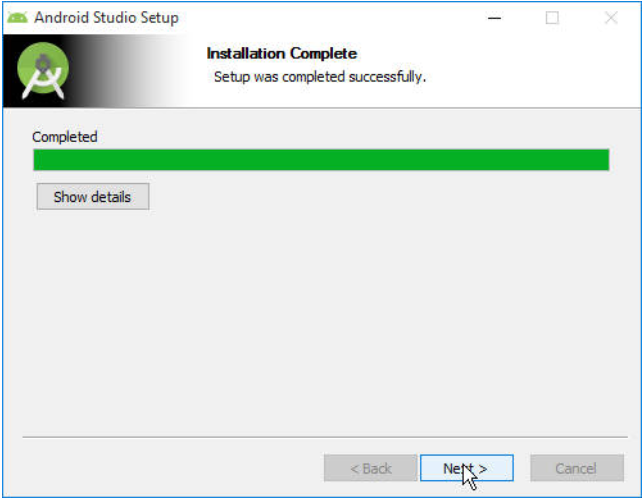 Android Studio Setup
Installation Complete
Setup was completed successfully.
Completed
Show details
< Back
Next >
Cancel